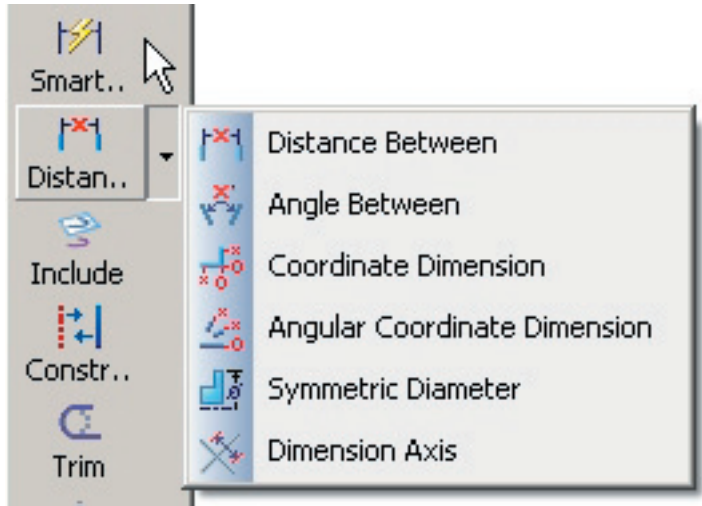 Smart..
Distan..
Distance Between
Angle Between
Coordinate Dimension
Angular Coordinate Dimension
Symmetric Diameter
Dimension Axis
Include
Constr..
Trim